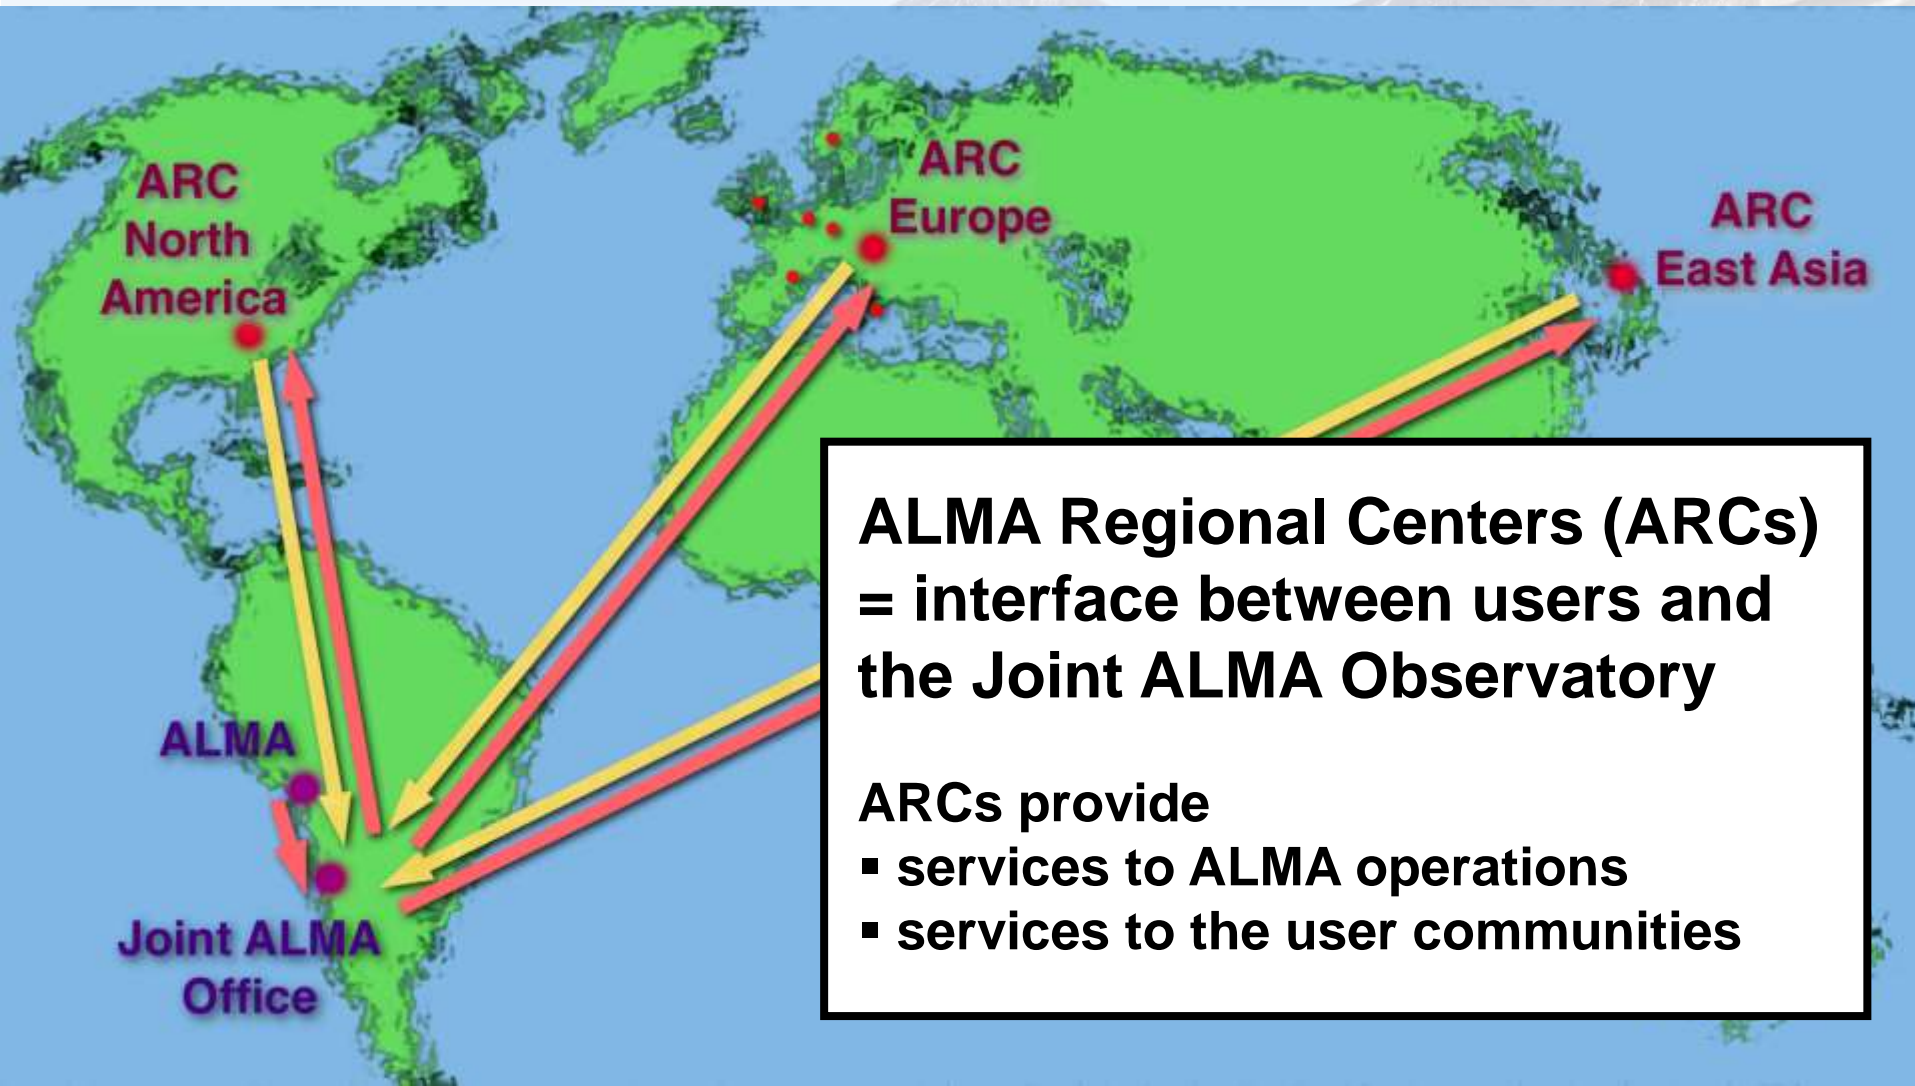 ARC
North
America
ARC
Europe
ARC
East Asia
ALMA
Joint ALMA
Office
ALMA Regional Centers (ARCs)
= interface between users and
the Joint ALMA Observatory
ARCs provide
▪ services to ALMA operations
▪ services to the user communities